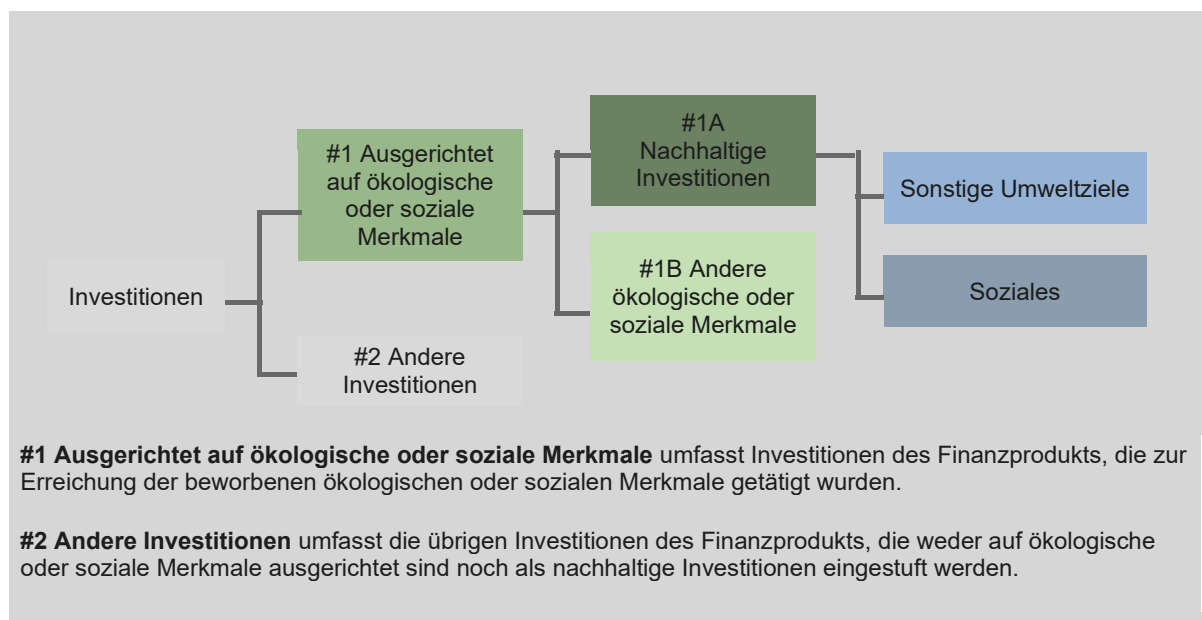 #1A
Nachhaltige
Investitionen
#1 Ausgerichtet
auf ökologische
oder soziale
Merkmale
Sonstige Umweltziele
#1B Andere
ökologische oder
soziale Merkmale
Soziales
Investitionen
#2 Andere
Investitionen
#1 Ausgerichtet auf ökologische oder soziale Merkmale umfasst Investitionen des Finanzprodukts, die zur
Erreichung der beworbenen ökologischen oder sozialen Merkmale getätigt wurden.
#2 Andere Investitionen umfasst die übrigen Investitionen des Finanzprodukts, die weder auf ökologische
oder soziale Merkmale ausgerichtet sind noch als nachhaltige Investitionen eingestuft werden.